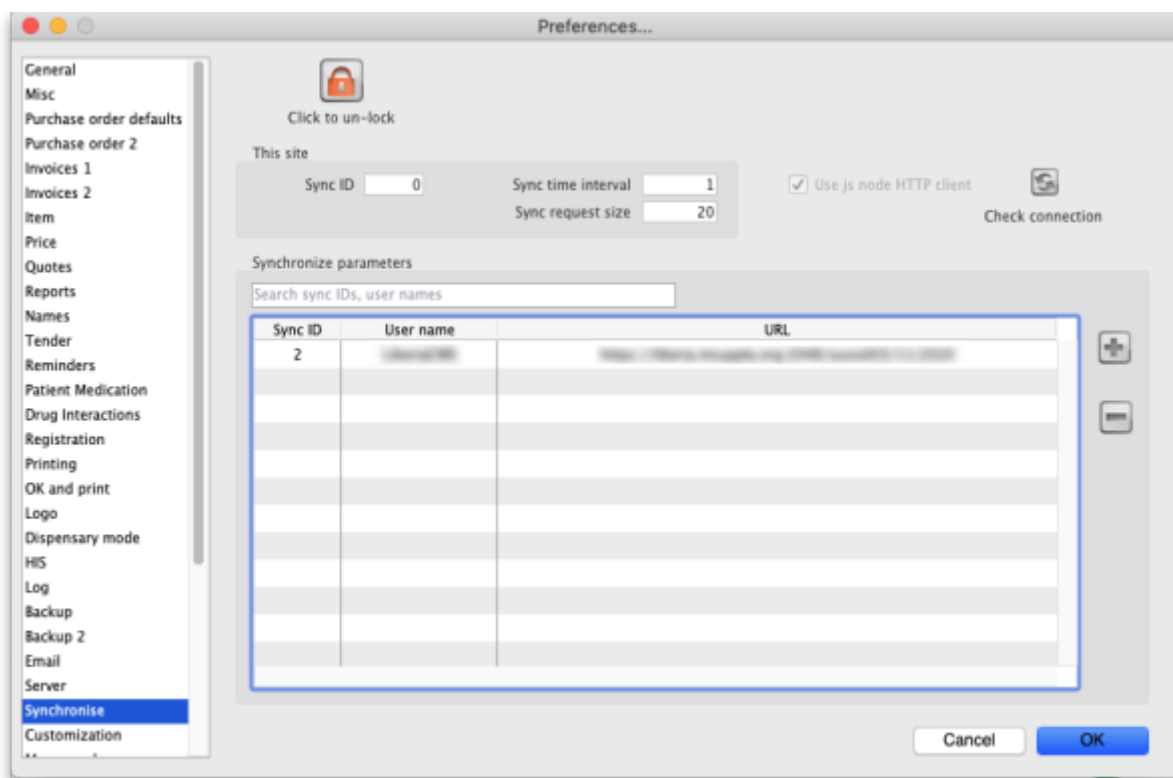 Preferences...
General
Misc
Purchase order defaults
Purchase order 2
Invoices 1
Invoices 2
Item
Price
Quotes
Reports
Names
Tender
Reminders
Patient Medication
Drug Interactions
Registration
Printing
OK and print
Logo
Dispensary mode
HIS
Log
Backup
Backup 2
Email
Server
Synchronise
Customization
Click to un-lock
This site
Sync ID 0 Sync time interval 1
Sync request size 20
Use js node HTTP client
Check connection
Synchronize parameters
Search sync IDs, user names
Sync ID User name URL
2
Cancel OK